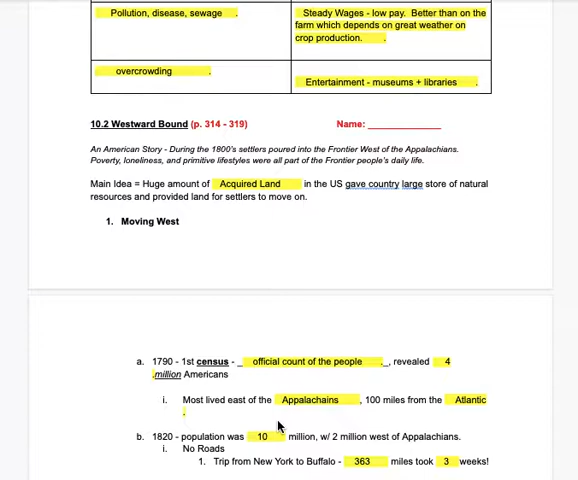 Pollution, disease, sewage .
Steady Wages - low pay. Better than on the
farm which depends on great weather on
crop production. .
overcrowding .
Entertainment - museums + libraries .
10.2 Westward Bound (p. 314 - 319) Name: ______________
An American Story - During the 1800's settlers poured into the Frontier West of the Appalachians.
Poverty, loneliness, and primitive lifestyles were all part of the Frontier people's daily life.
Main Idea = Huge amount of Acquired Land in the US gave country large store of natural
resources and provided land for settlers to move on.
1. Moving West
a. 1790 - 1st census - _ official count of the people ._, revealed 4
.million Americans
i. Most lived east of the Appalachains , 100 miles from the Atlantic
.
b. 1820 - population was 10 million, w/ 2 million west of Appalachians.
i. No Roads
1. Trip from New York to Buffalo - 363 miles took 3 weeks!